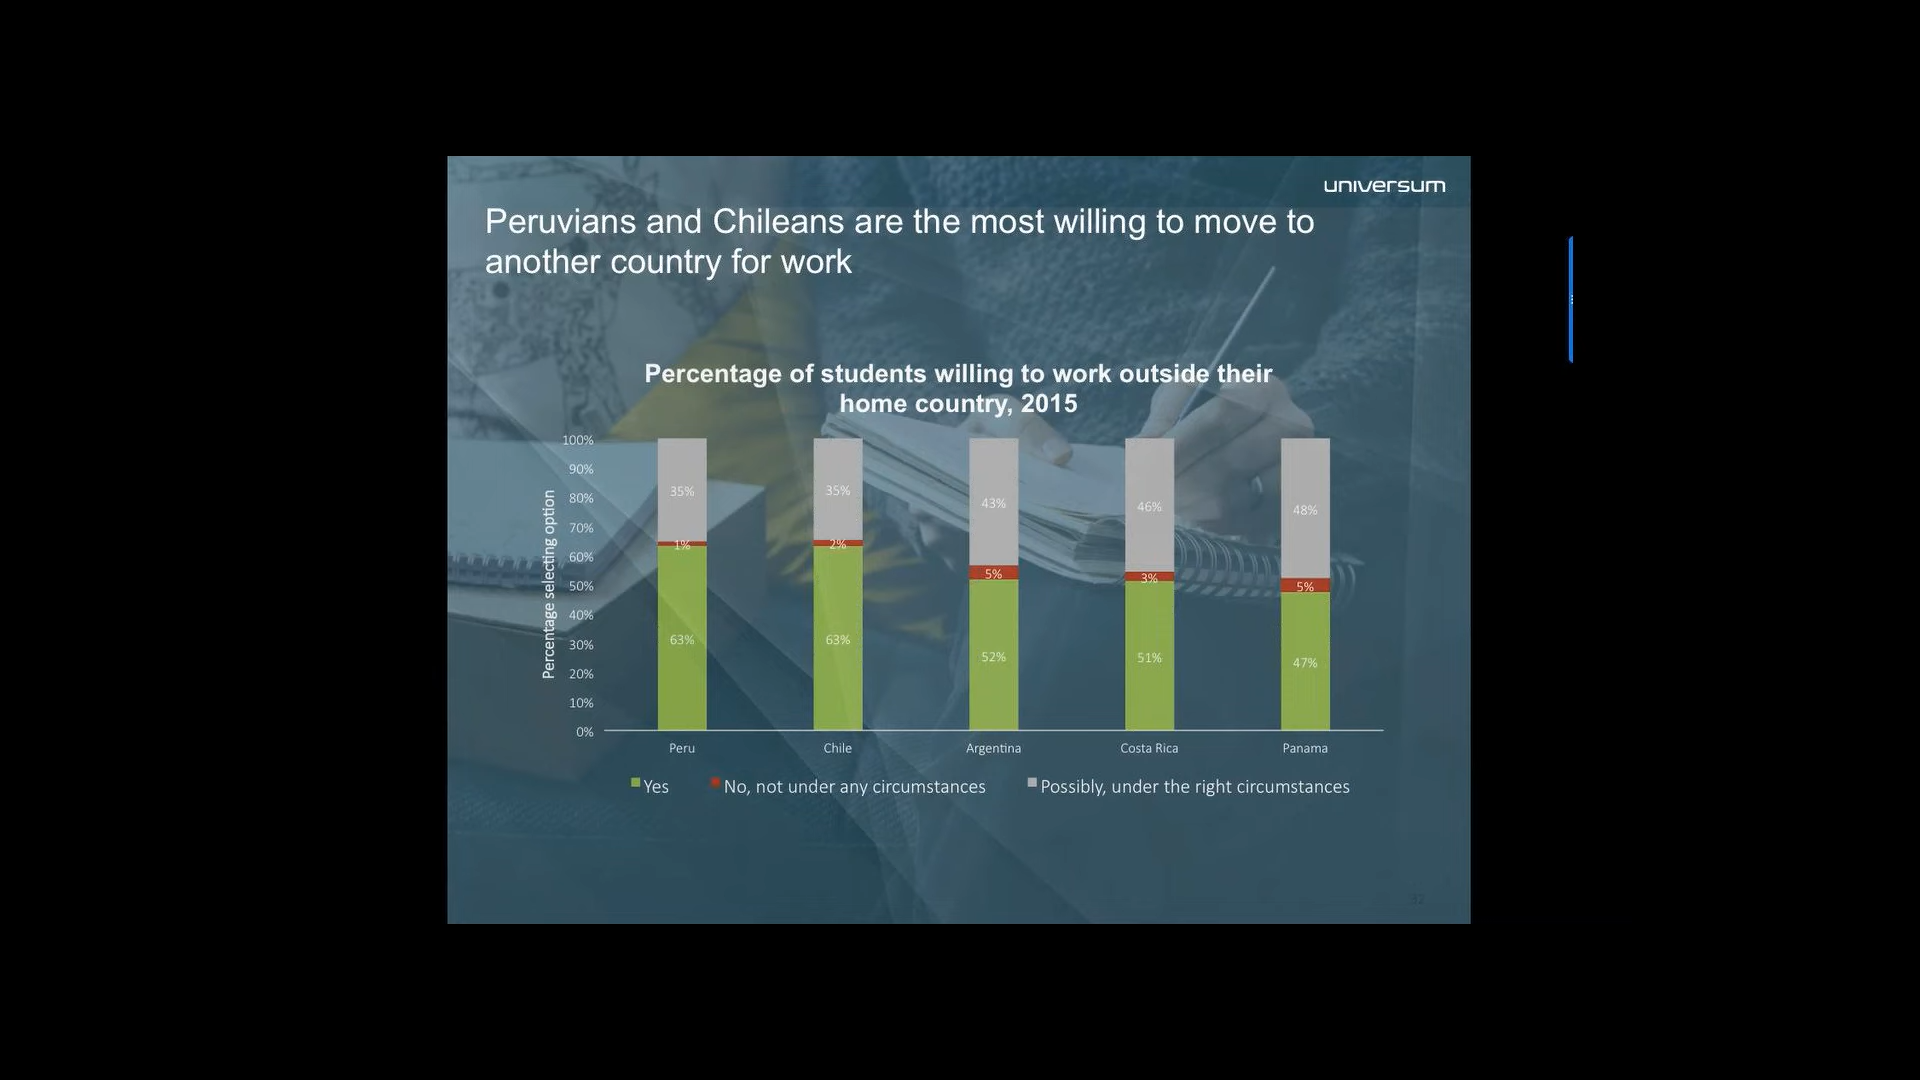 universum
Peruvians and Chileans are the most willing to move to
another country for work
Percentage of students willing to work outside their
home country, 2015
Percentage selecting option
100%
90%
80%
70%
60%
50%
40%
30%
20%
10%
0%
35% 35% 43% 46% 48%
1% 2% 5% 3% 5%
63% 63% 52% 51% 47%
Peru Chile Argentina Costa Rica Panama
Yes No, not under any circumstances Possibly, under the right circumstances
32